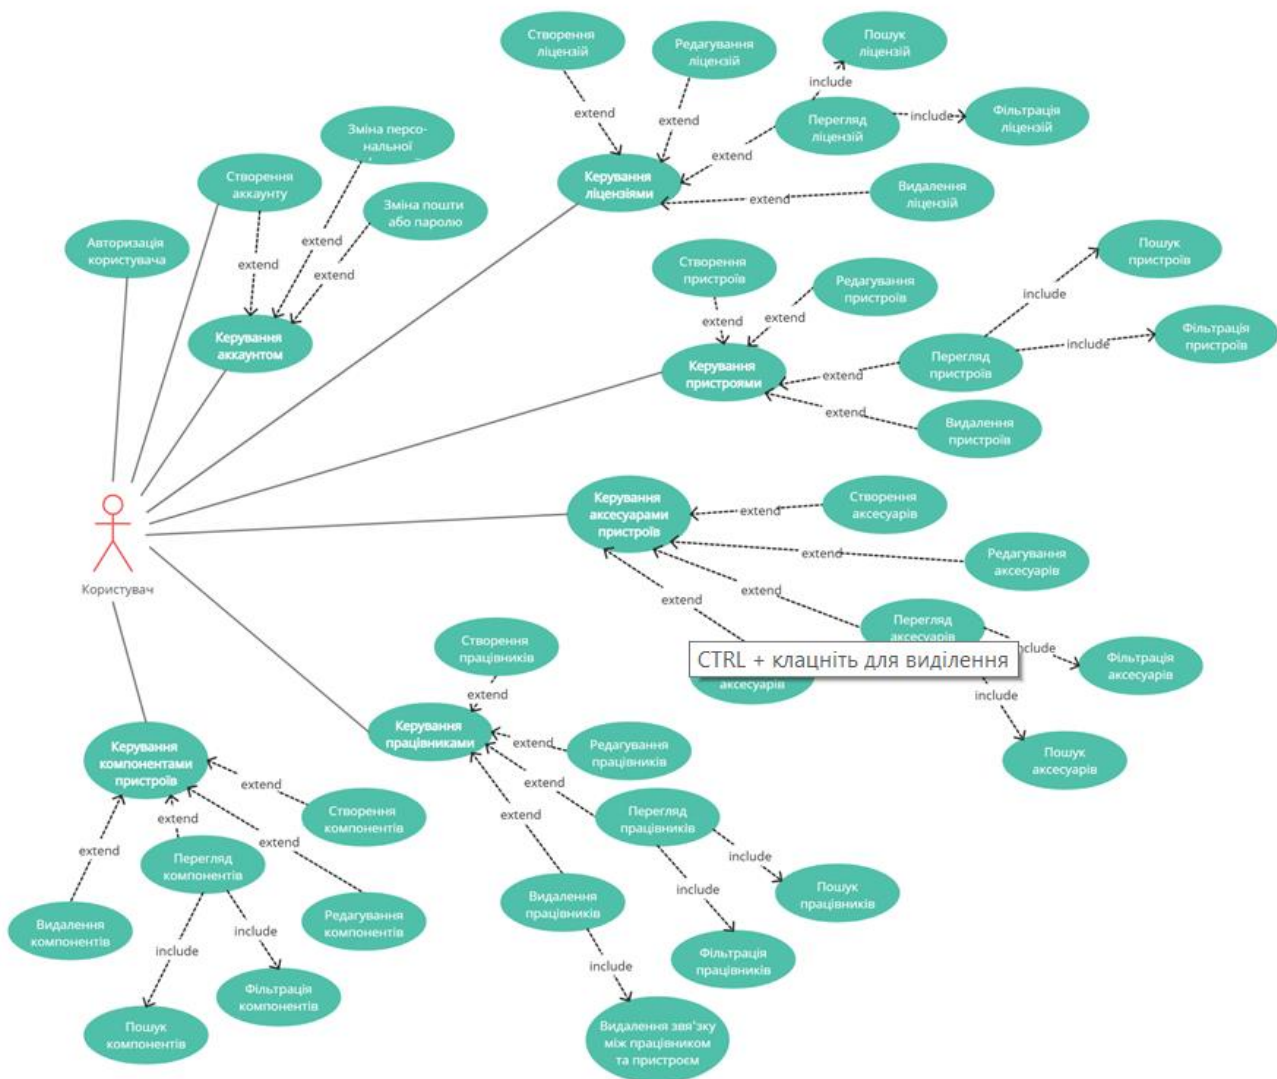 Створення
ліцензій
Редагування
ліцензій
Пошук
ліцензій
include
Перегляд
ліцензій
include
Фільтрація
ліцензій
extend
extend
extend
Керування
ліцензіями
Видалення
ліцензій
extend
Зміна персо-
нальної
Створення
аккаунту
Зміна пошти
або паролю
Авторизація
користувача
extend
extend
extend
Керування
аккаунтом
Створення
пристроїв
Редагування
пристроїв
Пошук
пристроїв
include
extend
extend
Фільтрація
пристроїв
include
Керування
пристроями
Перегляд
пристроїв
extend
extend
Видалення
пристроїв
Керування
аксесуарами
пристроїв
Створення
аксесуарів
extend
Редагування
аксесуарів
extend
extend
extend
Перегляд
аксесуарів
include
Фільтрація
аксесуарів
include
Пошук
аксесуарів
CTRL + клацніть для виділення
аксесуарів
Користувач
Створення
працівників
extend
Керування
працівниками
extend
Редагування
працівників
extend
Перегляд
працівників
extend
include
Пошук
працівників
include
Видалення
працівників
Фільтрація
працівників
include
Видалення зв'язку
між працівником
та пристроєм
Керування
компонентами
пристроїв
extend
Створення
компонентів
extend
extend
extend
Перегляд
компонентів
Редагування
компонентів
Видалення
компонентів
include
include
Фільтрація
компонентів
Пошук
компонентів